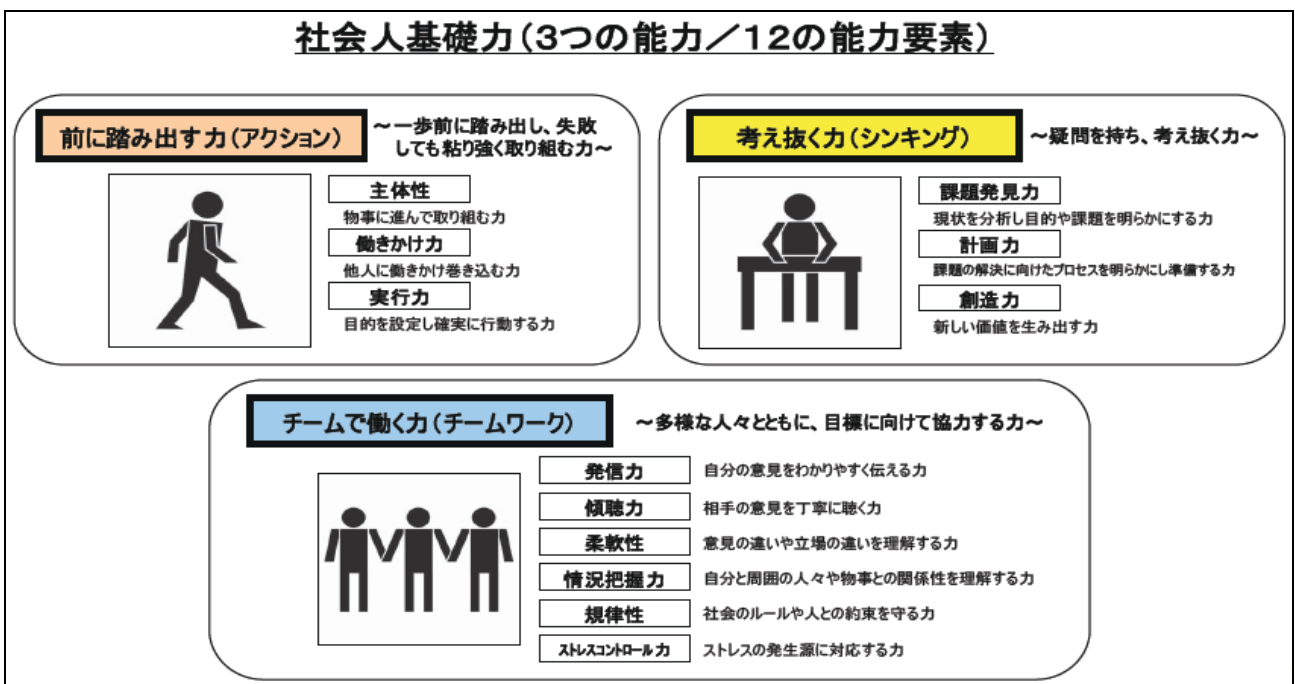 社会人基礎力(3つの能力/12の能力要素)
前に踏み出す力(アクション)
~一歩前に踏み出し、失敗
しても粘り強く取り組む力~
主体性
物事に進んで取り組む力
働きかけ力
他人に働きかけ巻き込む力
実行力
目的を設定し確実に行動する力
考え抜く力(シンキング)
~疑問を持ち、考え抜く力~
課題発見力
現状を分析し目的や課題を明らかにする力
計画力
課題の解決に向けたプロセスを明らかにし準備する力
創造力
新しい価値を生み出す力
チームで働く力(チームワーク)
~多様な人々とともに、目標に向けて協力する力~
発信力
自分の意見をわかりやすく伝える力
傾聴力
相手の意見を丁寧に聴く力
柔軟性
意見の違いや立場の違いを理解する力
情況把握力
自分と周囲の人々や物事との関係性を理解する力
規律性
社会のルールや人との約束を守る力
ストレスコントロール力
ストレスの発生源に対応する力